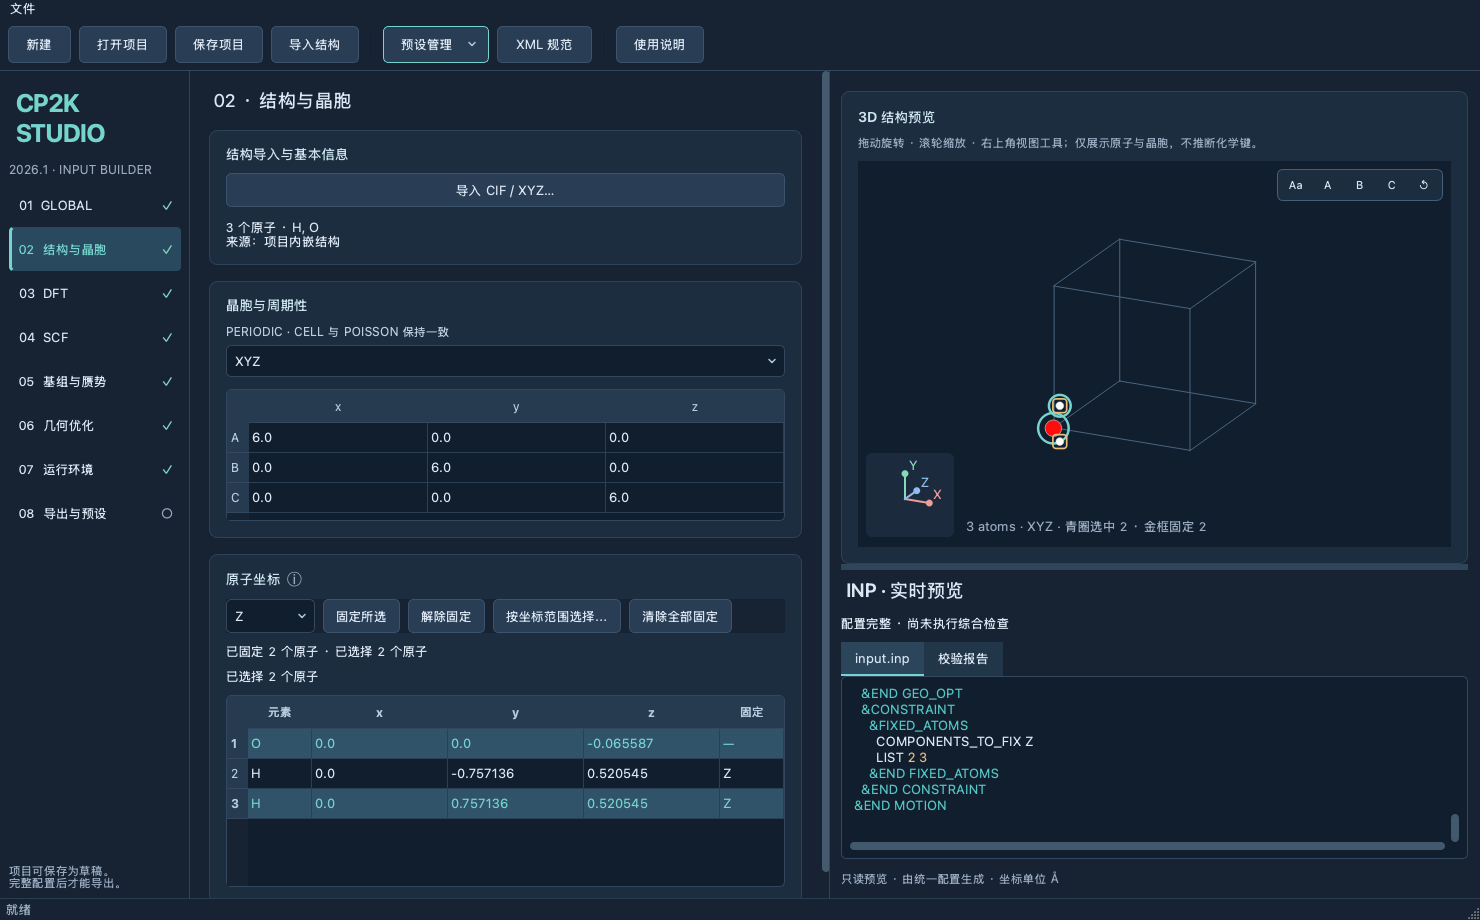 文件
新建 打开项目 保存项目 导入结构 预设管理 XML 规范 使用说明
CP2K
STUDIO
2026.1 · INPUT BUILDER
01 GLOBAL
02 结构与晶胞
03 DFT
04 SCF
05 基组与赝势
06 几何优化
07 运行环境
08 导出与预设
项目可保存为草稿。
完整配置后才能导出。
就绪
02 · 结构与晶胞
结构导入与基本信息
导入 CIF / XYZ...
3 个原子 · H, O
来源：项目内嵌结构
晶胞与周期性
PERIODIC · CELL 与 POISSON 保持一致
XYZ
x y z
A 6.0 0.0 0.0
B 0.0 6.0 0.0
C 0.0 0.0 6.0
原子坐标 ⓘ
Z 固定所选 解除固定 按坐标范围选择... 清除全部固定
已固定 2 个原子 · 已选择 2 个原子
已选择 2 个原子
元素 x y z 固定
1 O 0.0 0.0 -0.065587 —
2 H 0.0 -0.757136 0.520545 Z
3 H 0.0 0.757136 0.520545 Z
3D 结构预览
拖动旋转 · 滚轮缩放 · 右上角视图工具；仅展示原子与晶胞，不推断化学键。
Aa A B C
Y
Z
X
3 atoms · XYZ · 青圈选中 2 · 金框固定 2
INP · 实时预览
配置完整 · 尚未执行综合检查
input.inp 校验报告
&END GEO_OPT
&CONSTRAINT
&FIXED_ATOMS
COMPONENTS_TO_FIX Z
LIST 2 3
&END FIXED_ATOMS
&END CONSTRAINT
&END MOTION
只读预览 · 由统一配置生成 · 坐标单位 Å